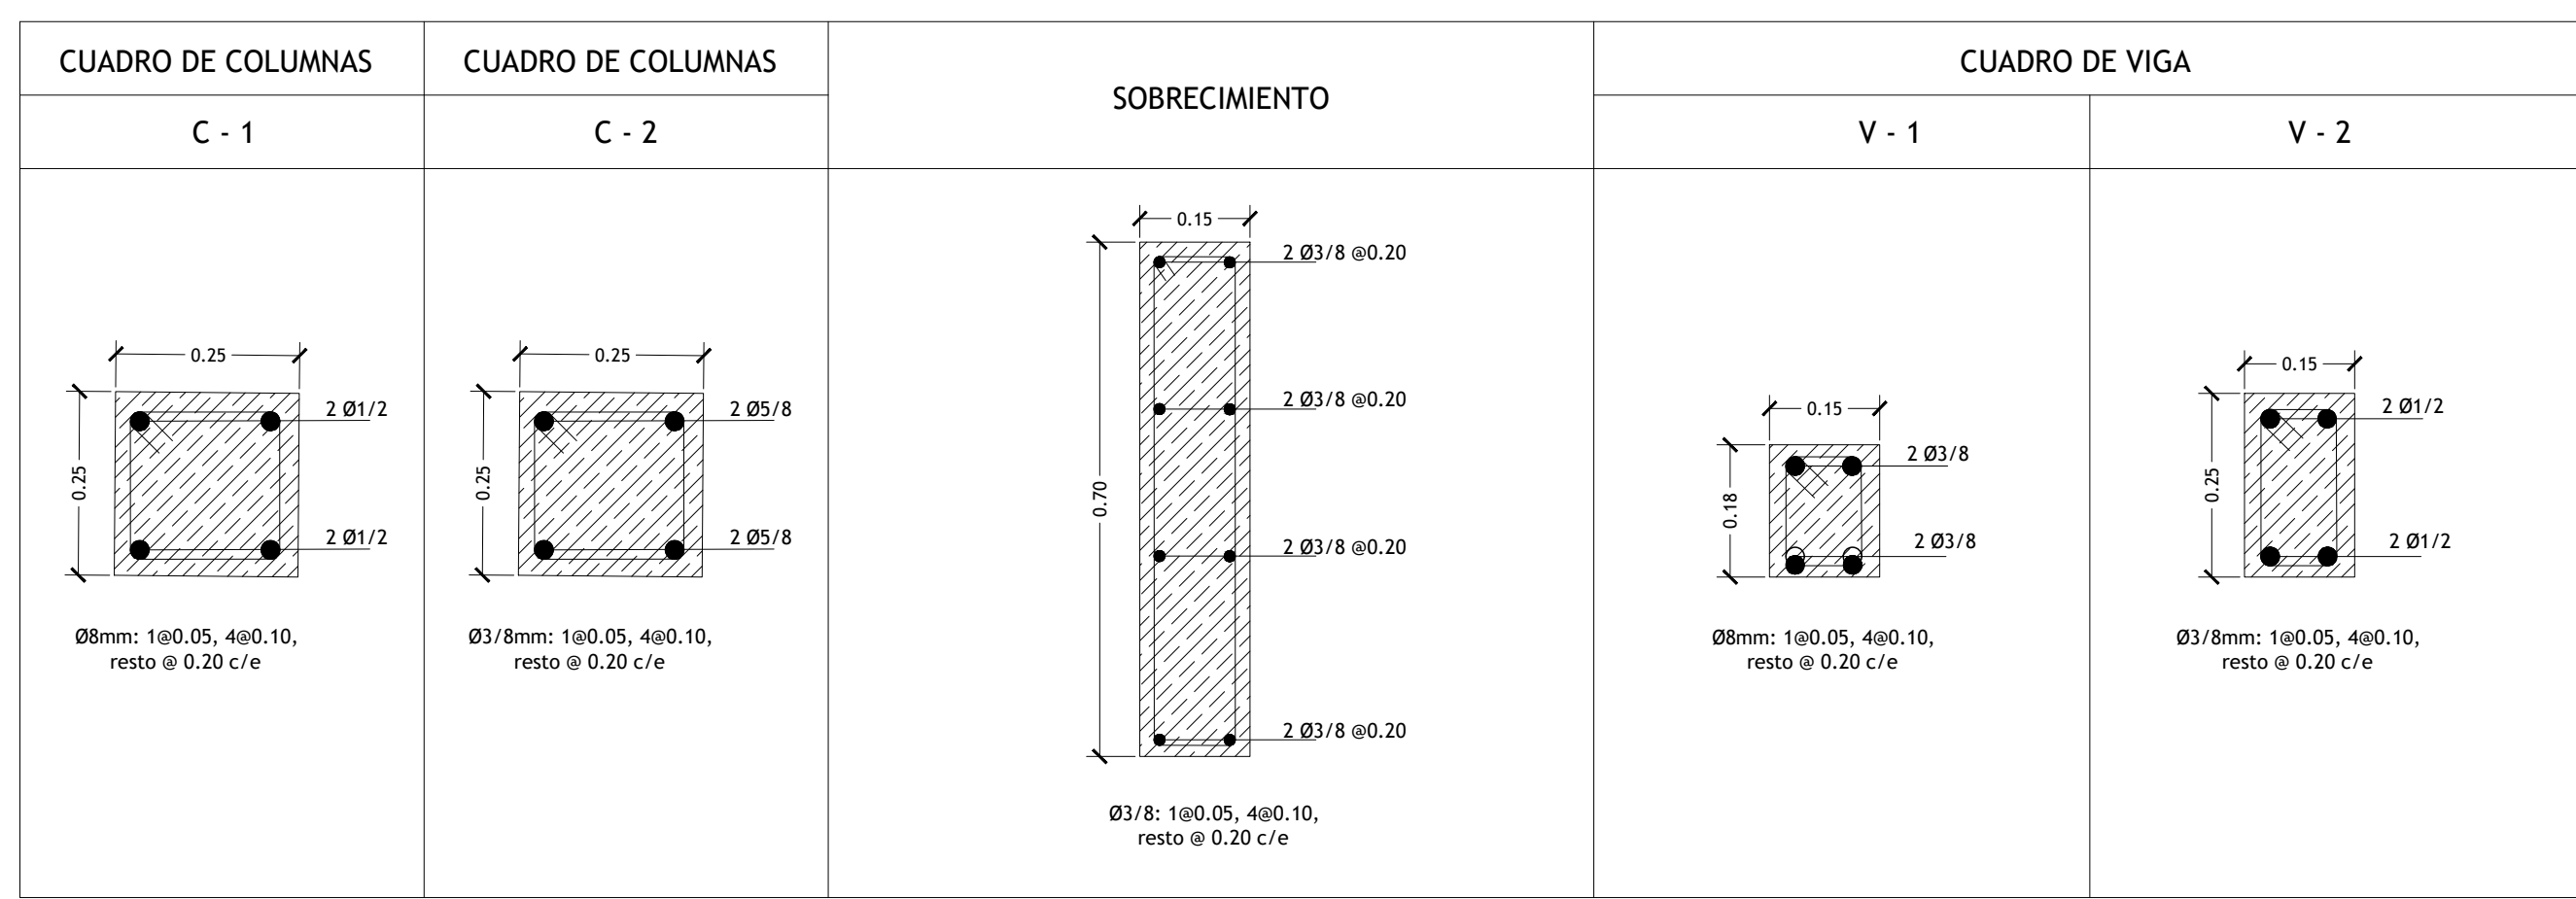 CUADRO DE COLUMNAS
C - 1
0.25
0.25
2 Ø1/2
2 Ø1/2
Ø8mm: 1@0.05, 4@0.10,
resto @ 0.20 c/e
CUADRO DE COLUMNAS
C - 2
0.25
0.25
2 Ø5/8
2 Ø5/8
Ø3/8mm: 1@0.05, 4@0.10,
resto @ 0.20 c/e
SOBRECIMIENTO
0.15
0.70
2 Ø3/8 @0.20
2 Ø3/8 @0.20
2 Ø3/8 @0.20
2 Ø3/8 @0.20
Ø3/8: 1@0.05, 4@0.10,
resto @ 0.20 c/e
CUADRO DE VIGA
V - 1
0.15
0.18
2 Ø3/8
2 Ø3/8
Ø8mm: 1@0.05, 4@0.10,
resto @ 0.20 c/e
V - 2
0.15
0.25
2 Ø1/2
2 Ø1/2
Ø3/8mm: 1@0.05, 4@0.10,
resto @ 0.20 c/e